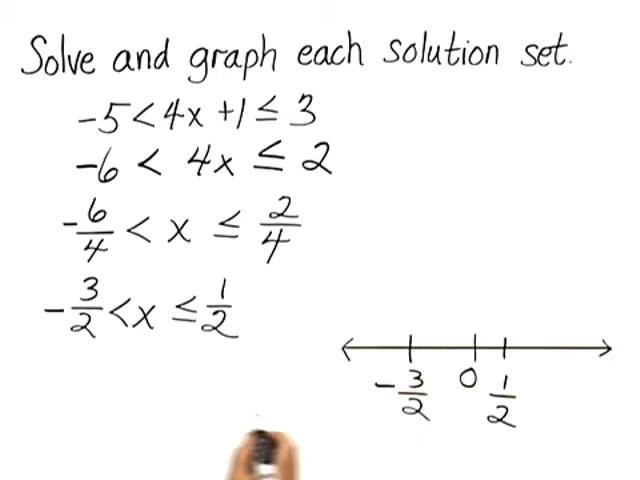 Solve and graph each solution set.
-5 < 4x + 1 ≤ 3
-6 < 4x ≤ 2
-6/4 < x ≤ 2/4
-3/2 < x ≤ 1/2
-3/2 0 1/2